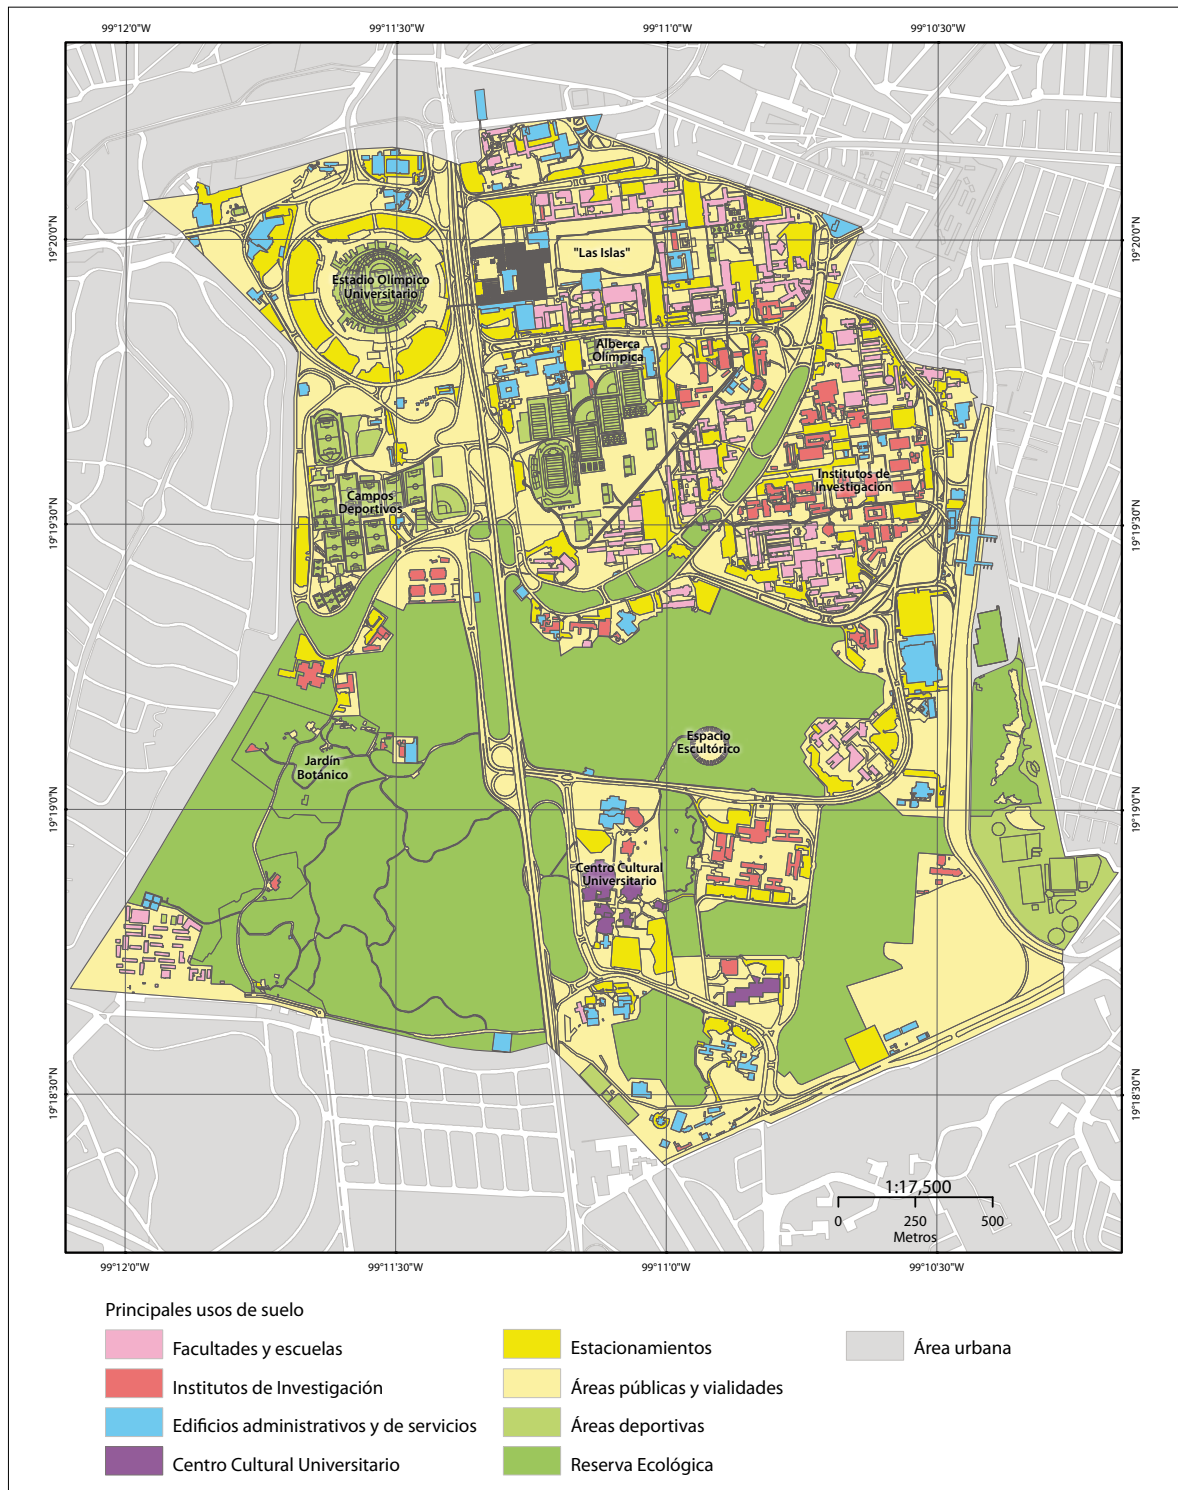 99°12'0"W
99°11'30"W
99°11'0"W
99°10'30"W
19°20'0"N
19°20'0"N
"Las Islas"
Estadio Olímpico
Universitario
Alberca
Olímpica
Institutos de
Investigación
Campos
Deportivos
19°19'30"N
19°19'30"N
Espacio
Escultórico
Jardín
Botánico
19°19'0"N
19°19'0"N
Centro Cultural
Universitario
19°18'30"N
19°18'30"N
1:17,500
0 250 500
Metros
99°12'0"W
99°11'30"W
99°11'0"W
99°10'30"W
Principales usos de suelo
Facultades y escuelas
Institutos de Investigación
Edificios administrativos y de servicios
Centro Cultural Universitario
Estacionamientos
Áreas públicas y vialidades
Áreas deportivas
Reserva Ecológica
Área urbana